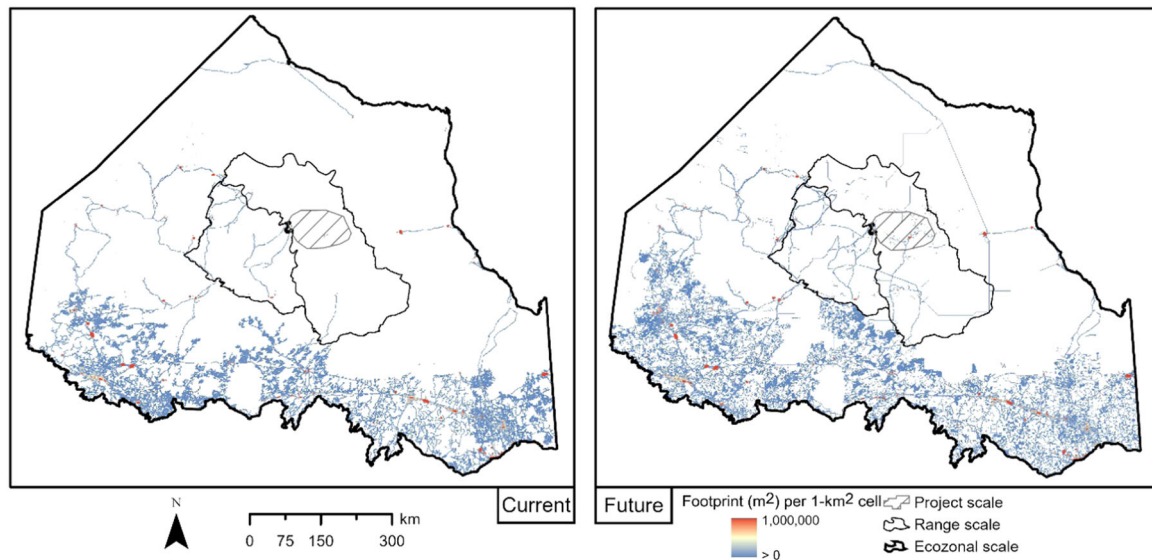 Current
Future
N
km
0 75 150 300
Footprint (m²) per 1-km² cell
1,000,000
> 0
Project scale
Range scale
Ecozonal scale